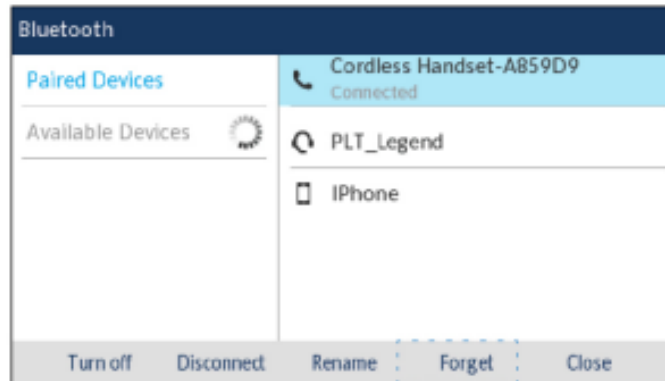 Bluetooth
Paired Devices
Available Devices
Cordless Handset-A859D9
Connected
PLT_Legend
IPhone
Turn off Disconnect Rename Forget Close